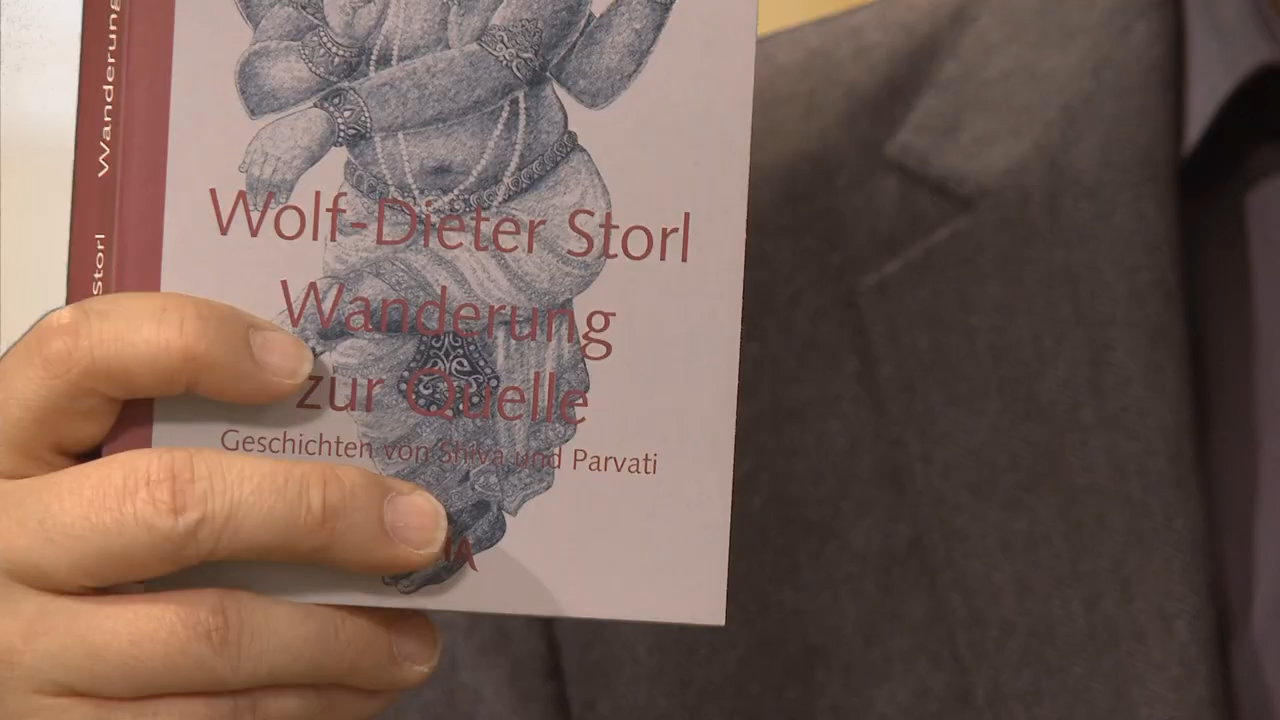 Storl Wanderung
Wolf-Dieter Storl
Wanderung
zur Quelle
Geschichten von Shiva und Parvati